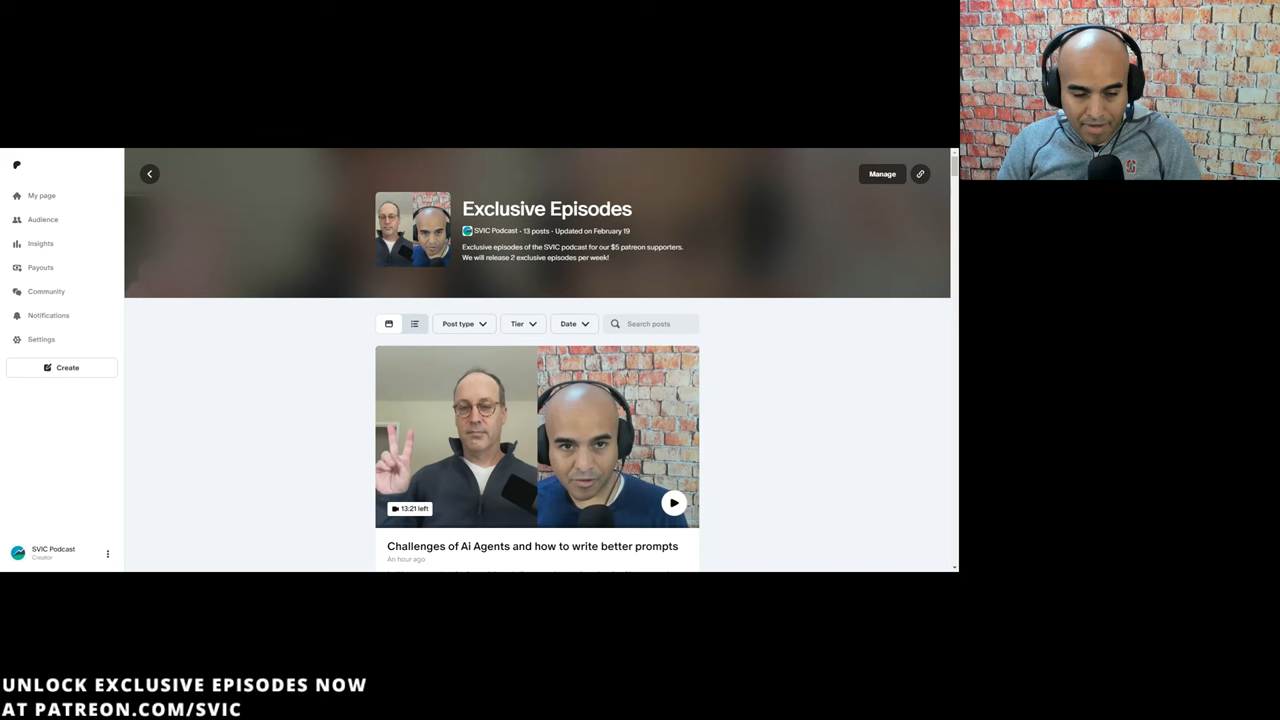 My page
Audience
Insights
Payouts
Community
Notifications
Settings
Create
SVIC Podcast
Creator
Manage
Exclusive Episodes
SVIC Podcast • 13 posts • Updated on February 19
Exclusive episodes of the SVIC podcast for our $5 patreon supporters.
We will release 2 exclusive episodes per week!
Post type
Tier
Date
Search posts
13:21 left
Challenges of Ai Agents and how to write better prompts
An hour ago
UNLOCK EXCLUSIVE EPISODES NOW
AT PATREON.COM/SVIC